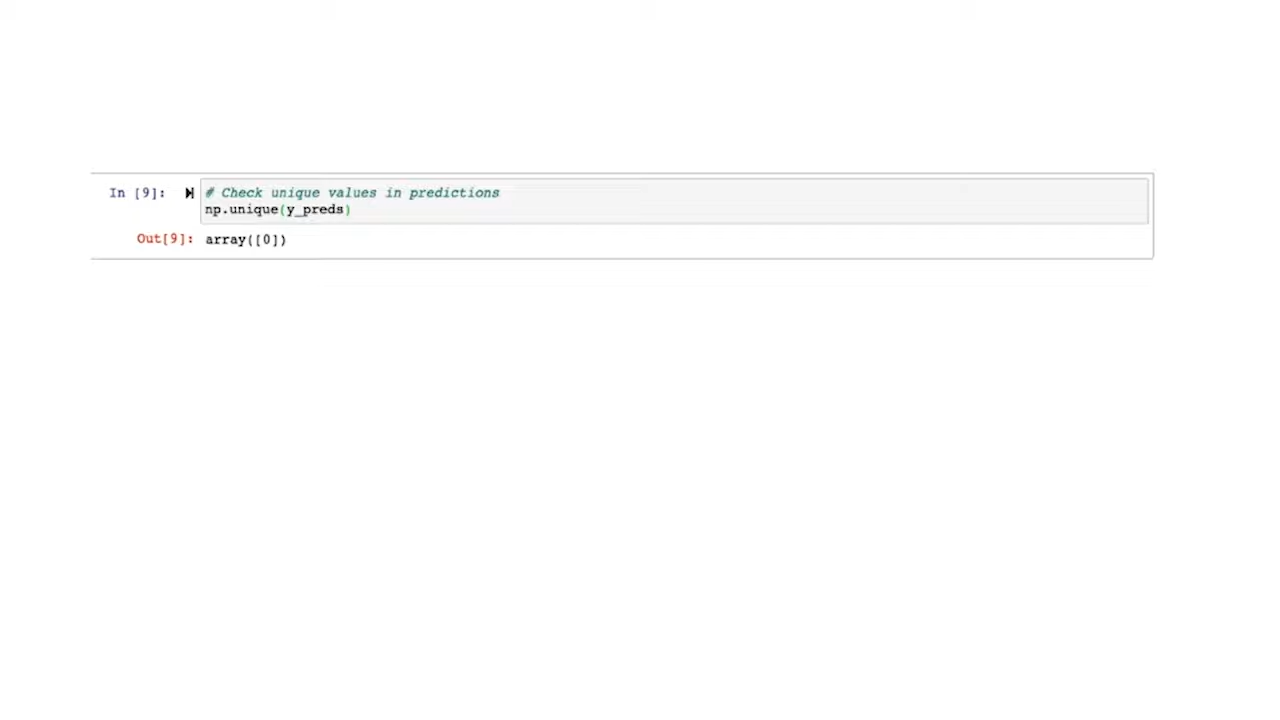 In [9]: # Check unique values in predictions
np.unique(y_preds)
Out[9]: array([0])